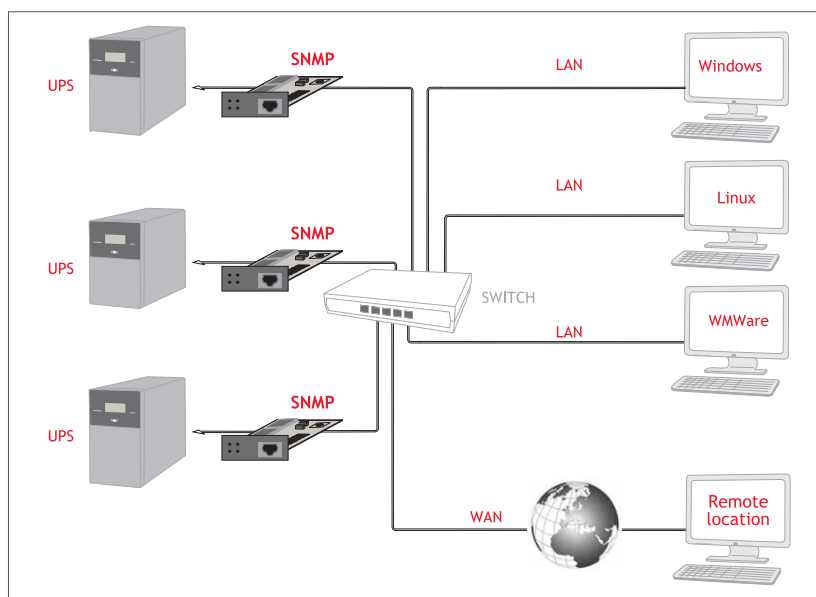 SNMP
LAN
Windows
UPS
LAN
Linux
SNMP
UPS
SWITCH
LAN
WMWare
SNMP
UPS
WAN
Remote
location